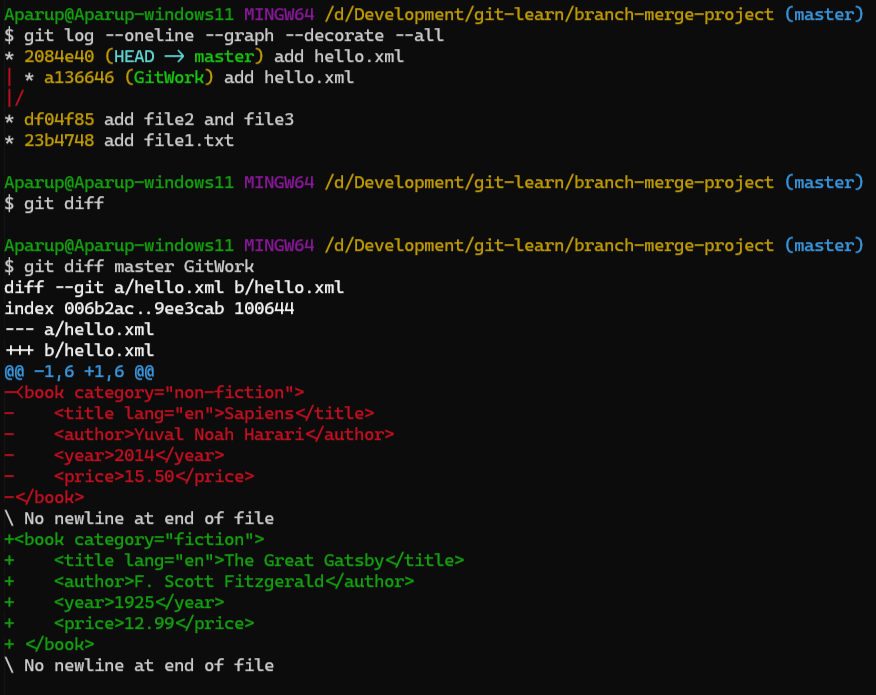 Aparup@Aparup-windows11 MINGW64 /d/Development/git-learn/branch-merge-project (master)
$ git log --oneline --graph --decorate --all
* 2084e40 (HEAD -> master) add hello.xml
| * a136646 (GitWork) add hello.xml
|/
* df04f85 add file2 and file3
* 23b4748 add file1.txt

Aparup@Aparup-windows11 MINGW64 /d/Development/git-learn/branch-merge-project (master)
$ git diff

Aparup@Aparup-windows11 MINGW64 /d/Development/git-learn/branch-merge-project (master)
$ git diff master GitWork
diff --git a/hello.xml b/hello.xml
index 006b2ac..9ee3cab 100644
--- a/hello.xml
+++ b/hello.xml
@@ -1,6 +1,6 @@
-<book category="non-fiction">
-    <title lang="en">Sapiens</title>
-    <author>Yuval Noah Harari</author>
-    <year>2014</year>
-    <price>15.50</price>
-</book>
\ No newline at end of file
+<book category="fiction">
+    <title lang="en">The Great Gatsby</title>
+    <author>F. Scott Fitzgerald</author>
+    <year>1925</year>
+    <price>12.99</price>
+ </book>
\ No newline at end of file